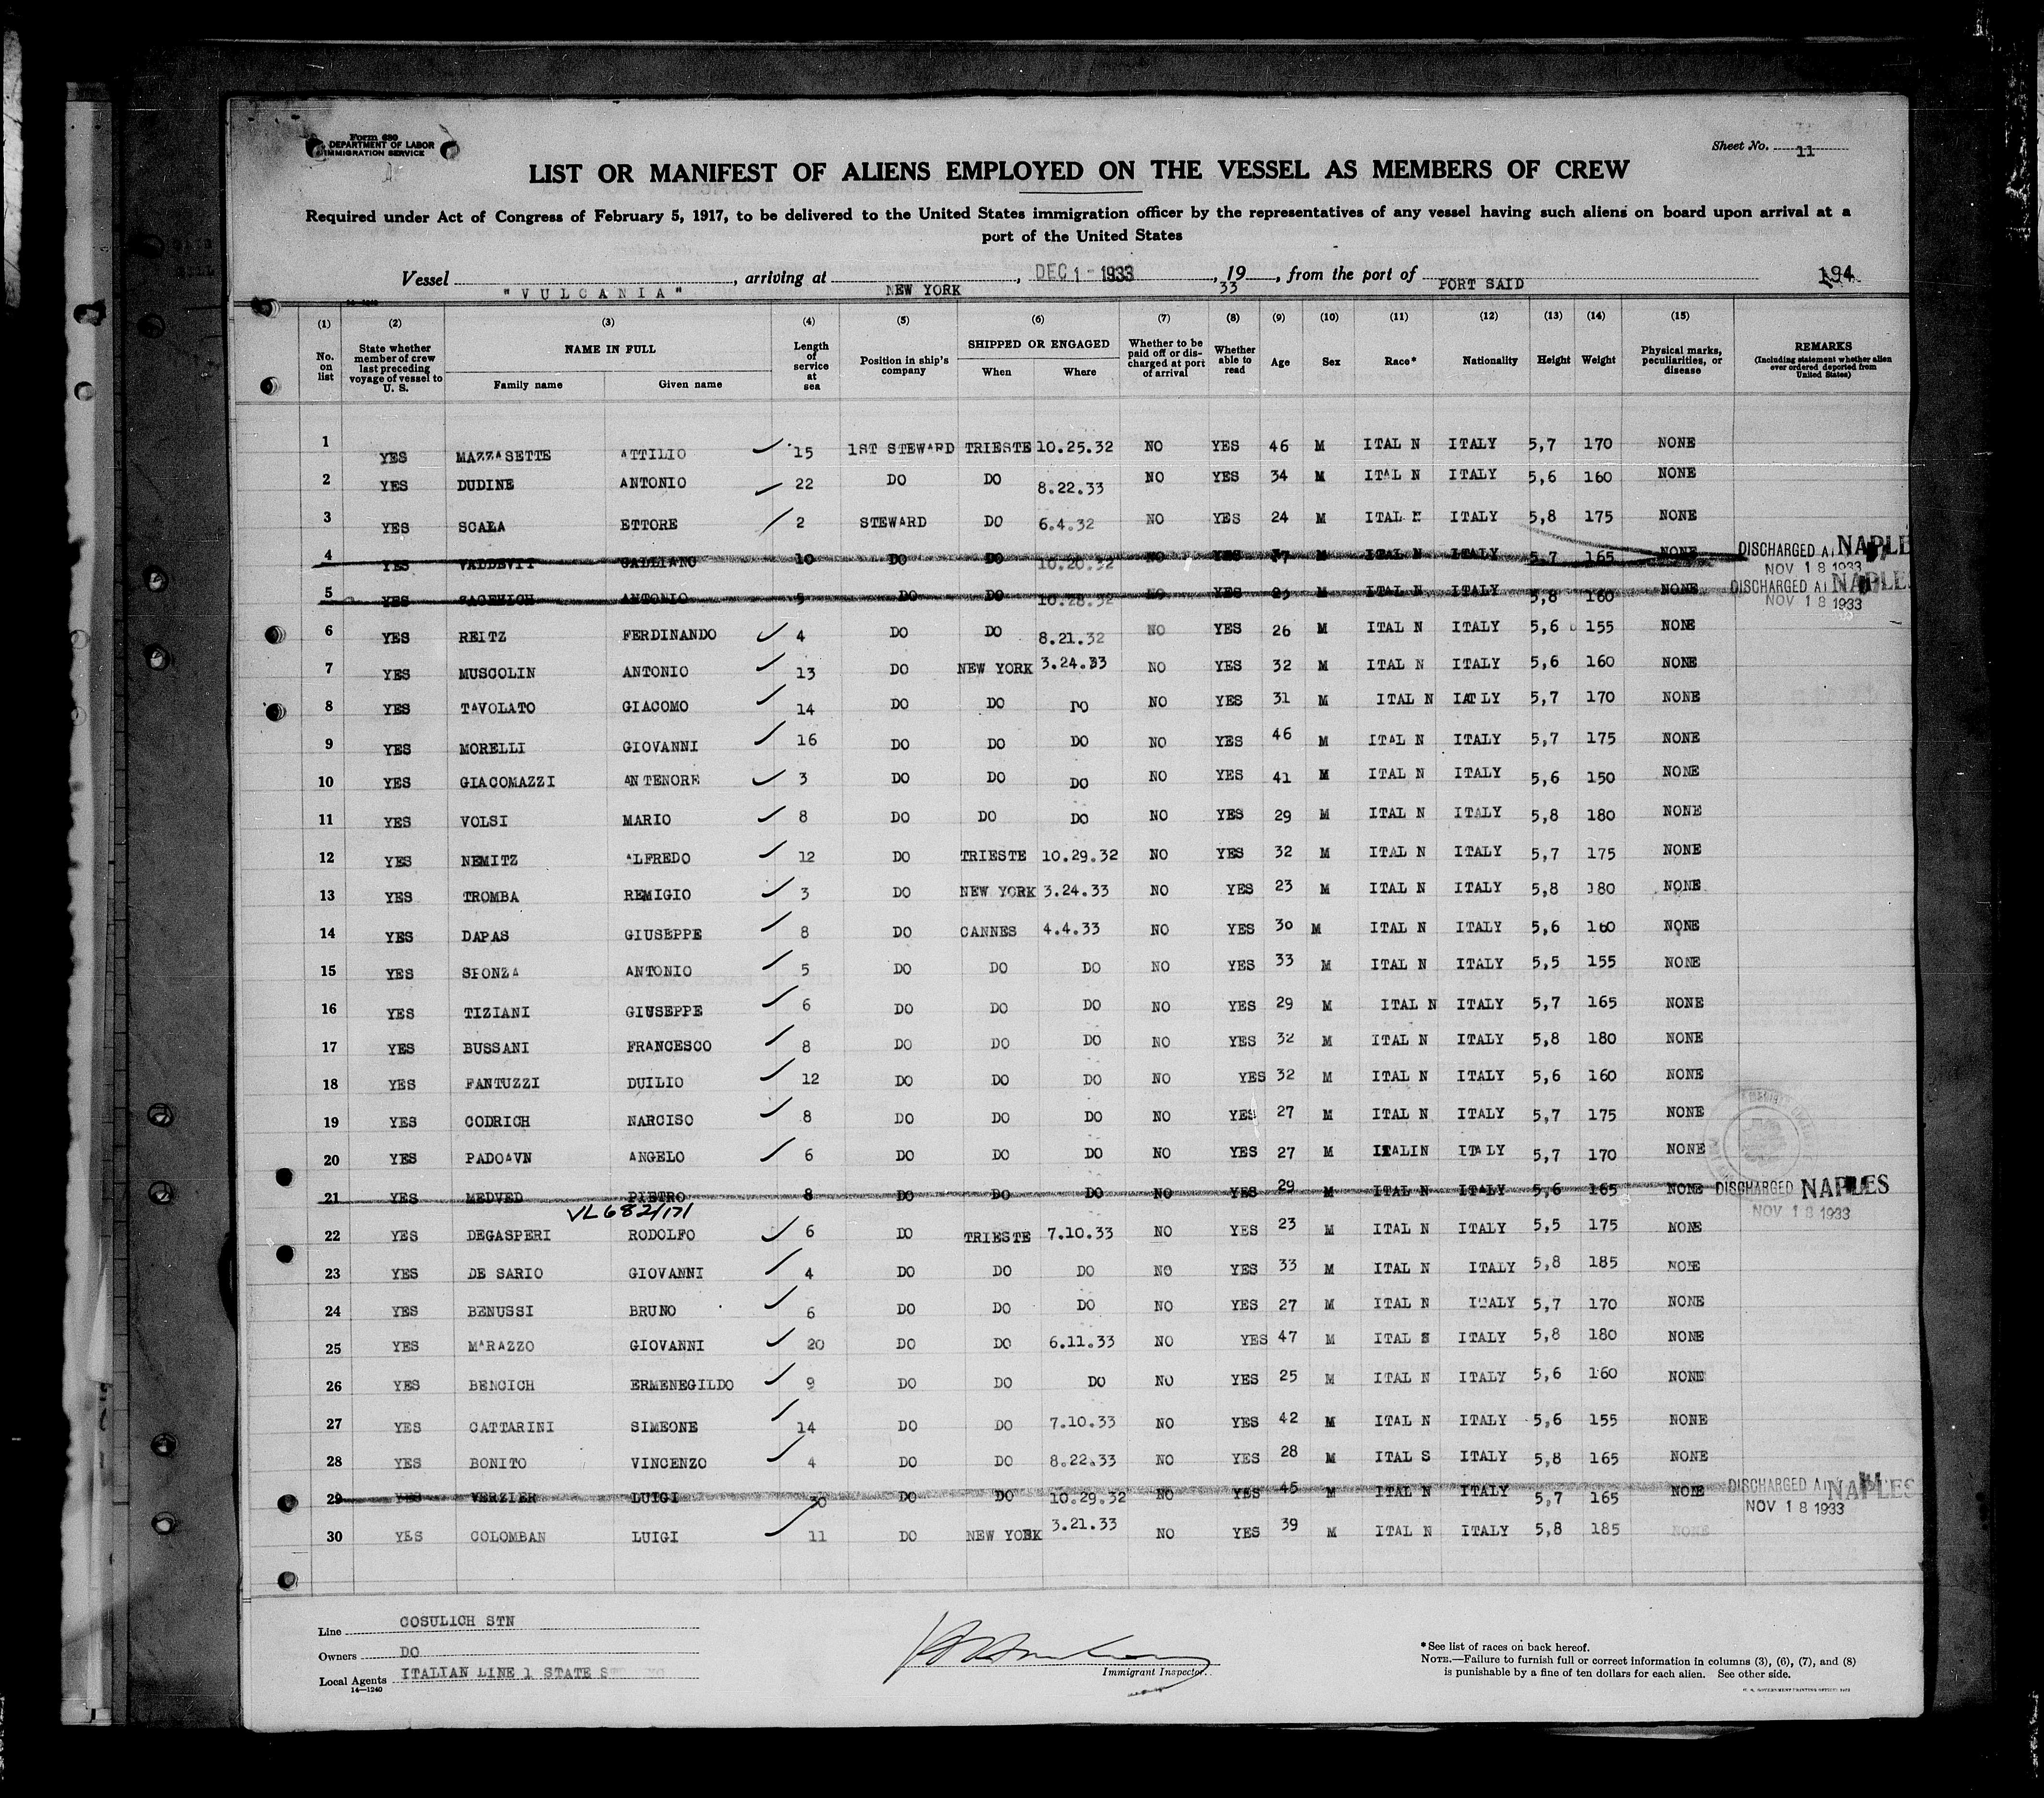 Form 680
DEPARTMENT OF LABOR
IMMIGRATION SERVICE
Sheet No. 11
LIST OR MANIFEST OF ALIENS EMPLOYED ON THE VESSEL AS MEMBERS OF CREW
Required under Act of Congress of February 5, 1917, to be delivered to the United States immigration officer by the representatives of any vessel having such aliens on board upon arrival at a
port of the United States
Vessel "VULCANIA", arriving at NEW YORK, DEC 1 - 1933, 1933, from the port of PORT SAID 194
14-1240
(1) (2) (3) (4) (5) (6) (7) (8) (9) (10) (11) (12) (13) (14) (15)
No. on list State whether member of crew last preceding voyage of vessel to U. S. NAME IN FULL Family name Given name Length of service at sea Position in ship's company SHIPPED OR ENGAGED When Where Whether to be paid off or discharged at port of arrival Whether able to read Age Sex Race* Nationality Height Weight Physical marks, peculiarities, or disease REMARKS (Including statement whether alien ever ordered deported from United States)
1 YES MAZZASETTE ATTILIO 15 1ST STEWARD TRIESTE 10.25.32 NO YES 46 M ITAL N ITALY 5,7 170 NONE
2 YES DUDINE ANTONIO 22 DO DO 8.22.33 NO YES 34 M ITAL N ITALY 5,6 160 NONE
3 YES SCALA ETTORE 2 STEWARD DO 6.4.32 NO YES 24 M ITAL N ITALY 5,8 175 NONE
4 YES VADDEVIT GALLIANO 10 DO DO 10.20.32 NO YES 37 M ITAL N ITALY 5,7 165 NONE DISCHARGED AT NAPLES
NOV 18 1933
5 YES ANTONIO DO DO 10.28.32 NO YES M ITAL N ITALY 5,8 160 NONE DISCHARGED AT NAPLES
NOV 18 1933
6 YES REITZ FERDINANDO 4 DO DO 8.21.32 NO YES 26 M ITAL N ITALY 5,6 155 NONE
7 YES MUSCOLIN ANTONIO 13 DO NEW YORK 3.24.33 NO YES 32 M ITAL N ITALY 5,6 160 NONE
8 YES TAVOLATO GIACOMO 14 DO DO DO NO YES 31 M ITAL N IATLY 5,7 170 NONE
9 YES MORELLI GIOVANNI 16 DO DO DO NO YES 46 M ITAL N ITALY 5,7 175 NONE
10 YES GIACOMAZZI ANTENORE 3 DO DO DO NO YES 41 M ITAL N ITALY 5,6 150 NONE
11 YES VOLSI MARIO 8 DO DO DO NO YES 29 M ITAL N ITALY 5,8 180 NONE
12 YES NEMITZ ALFREDO 12 DO TRIESTE 10.29.32 NO YES 32 M ITAL N ITALY 5,7 175 NONE
13 YES TROMBA REMIGIO 3 DO NEW YORK 3.24.33 NO YES 23 M ITAL N ITALY 5,8 180 NONE
14 YES DAPAS GIUSEPPE 8 DO CANNES 4.4.33 NO YES 30 M ITAL N ITALY 5,6 160 NONE
15 YES SPONZA ANTONIO 5 DO DO DO NO YES 33 M ITAL N ITALY 5,5 155 NONE
16 YES TIZIANI GIUSEPPE 6 DO DO DO NO YES 29 M ITAL N ITALY 5,7 165 NONE
17 YES BUSSANI FRANCESCO 8 DO DO DO NO YES 32 M ITAL N ITALY 5,8 180 NONE
18 YES FANTUZZI DUILIO 12 DO DO DO NO YES 32 M ITAL N ITALY 5,6 160 NONE
19 YES CODRICH NARCISO 8 DO DO DO NO YES 27 M ITAL N ITALY 5,7 175 NONE
20 YES PADOAVN ANGELO 6 DO DO DO NO YES 27 M ITALIN ITALY 5,7 170 NONE
21 YES MEDVED PIETRO 8 DO DO DO NO YES 29 M ITAL N ITALY 5,6 165 NONE DISCHARGED NAPLES
VL682/171 NOV 18 1933
22 YES DEGASPERI RODOLFO 6 DO TRIESTE 7.10.33 NO YES 23 M ITAL N ITALY 5,5 175 NONE
23 YES DE SARIO GIOVANNI 4 DO DO DO NO YES 33 M ITAL N ITALY 5,8 185 NONE
24 YES BENUSSI BRUNO 6 DO DO DO NO YES 27 M ITAL N ITALY 5,7 170 NONE
25 YES MARAZZO GIOVANNI 20 DO DO 6.11.33 NO YES 47 M ITAL S ITALY 5,8 180 NONE
26 YES BENCICH ERMENEGILDO 9 DO DO DO NO YES 25 M ITAL N ITALY 5,6 160 NONE
27 YES CATTARINI SIMEONE 14 DO DO 7.10.33 NO YES 42 M ITAL N ITALY 5,6 155 NONE
28 YES BONITO VINCENZO 4 DO DO 8.22.33 NO YES 28 M ITAL S ITALY 5,8 165 NONE
29 YES VERZIER LUIGI 30 DO DO 10.29.32 NO YES 45 M ITAL N ITALY 5,7 165 NONE DISCHARGED AT NAPLES
NOV 18 1933
30 YES COLOMBAN LUIGI 11 DO NEW YORK 3.21.33 NO YES 39 M ITAL N ITALY 5,8 185 NONE
Line COSULICH STN
Owners DO
Local Agents ITALIAN LINE 1 STATE ST
14-1240
Immigrant Inspector.
*See list of races on back hereof.
NOTE.—Failure to furnish full or correct information in columns (3), (6), (7), and (8)
is punishable by a fine of ten dollars for each alien. See other side.